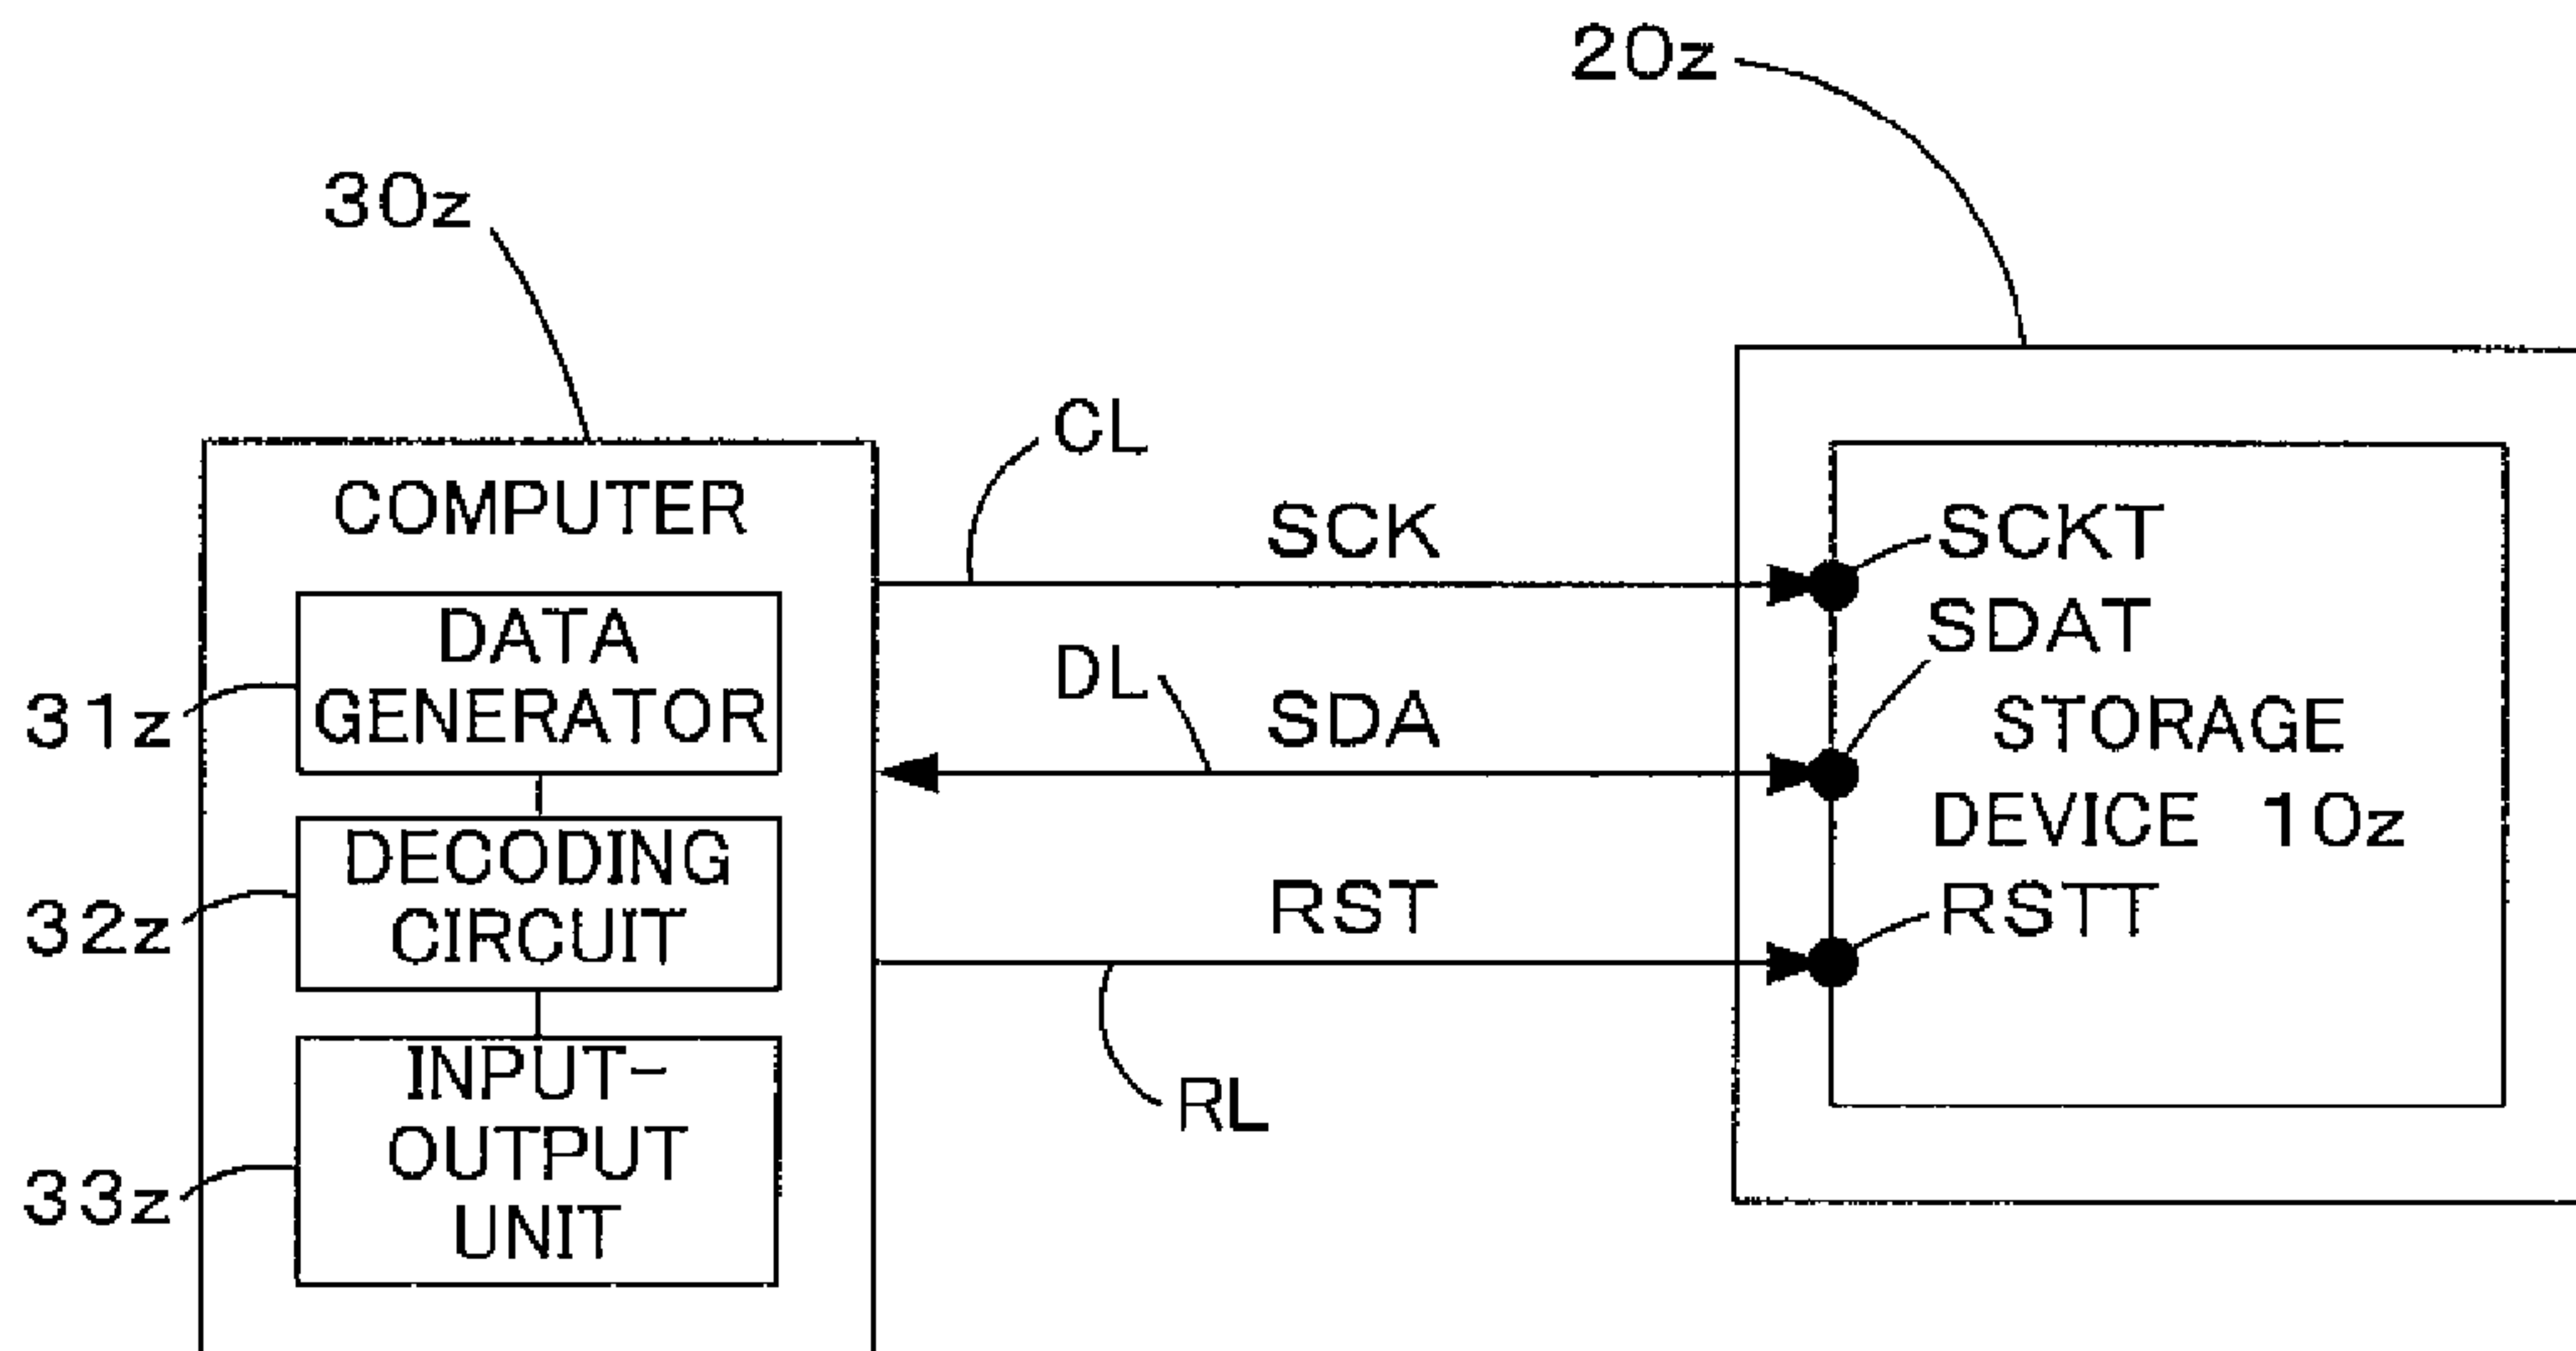 20z
30z
CL
COMPUTER
SCK
SCKT
DATA
GENERATOR
31z
DL
SDA
SDAT
STORAGE
DEVICE 10z
DECODING
CIRCUIT
32z
RST
RSTT
INPUT-
OUTPUT
UNIT
33z
RL